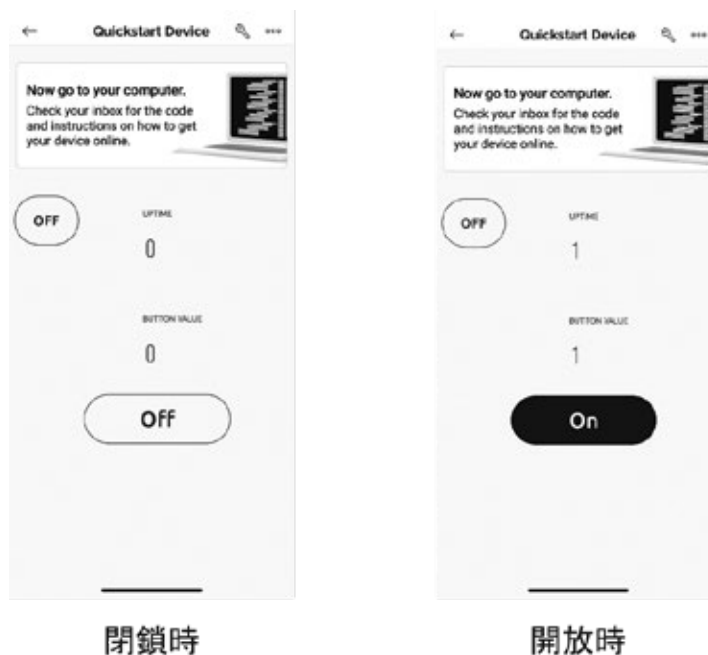 Quickstart Device
Now go to your computer.
Check your inbox for the code
and instructions on how to get
your device online.
OFF
UPTIME
0
BUTTON VALUE
0
Off
閉鎖時
Quickstart Device
Now go to your computer.
Check your inbox for the code
and instructions on how to get
your device online.
OFF
UPTIME
1
BUTTON VALUE
1
On
開放時